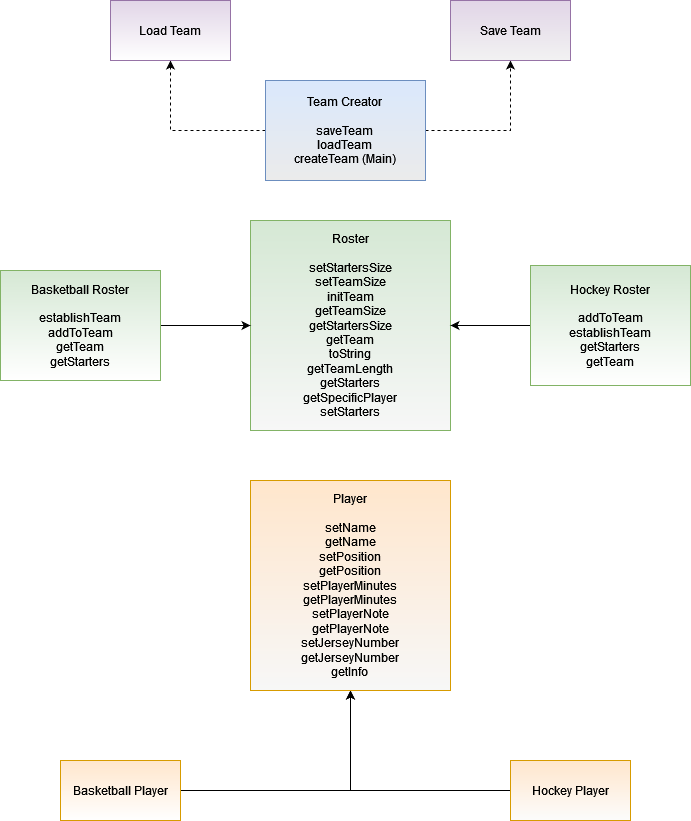 Load Team
Save Team
Team Creator
saveTeam
loadTeam
createTeam (Main)
Roster
setStartersSize
setTeamSize
initTeam
getTeamSize
getStartersSize
getTeam
toString
getTeamLength
getStarters
getSpecificPlayer
setStarters
Basketball Roster
establishTeam
addToTeam
getTeam
getStarters
Hockey Roster
addToTeam
establishTeam
getStarters
getTeam
Player
setName
getName
setPosition
getPosition
setPlayerMinutes
getPlayerMinutes
setPlayerNote
getPlayerNote
setJerseyNumber
getJerseyNumber
getInfo
Basketball Player
Hockey Player